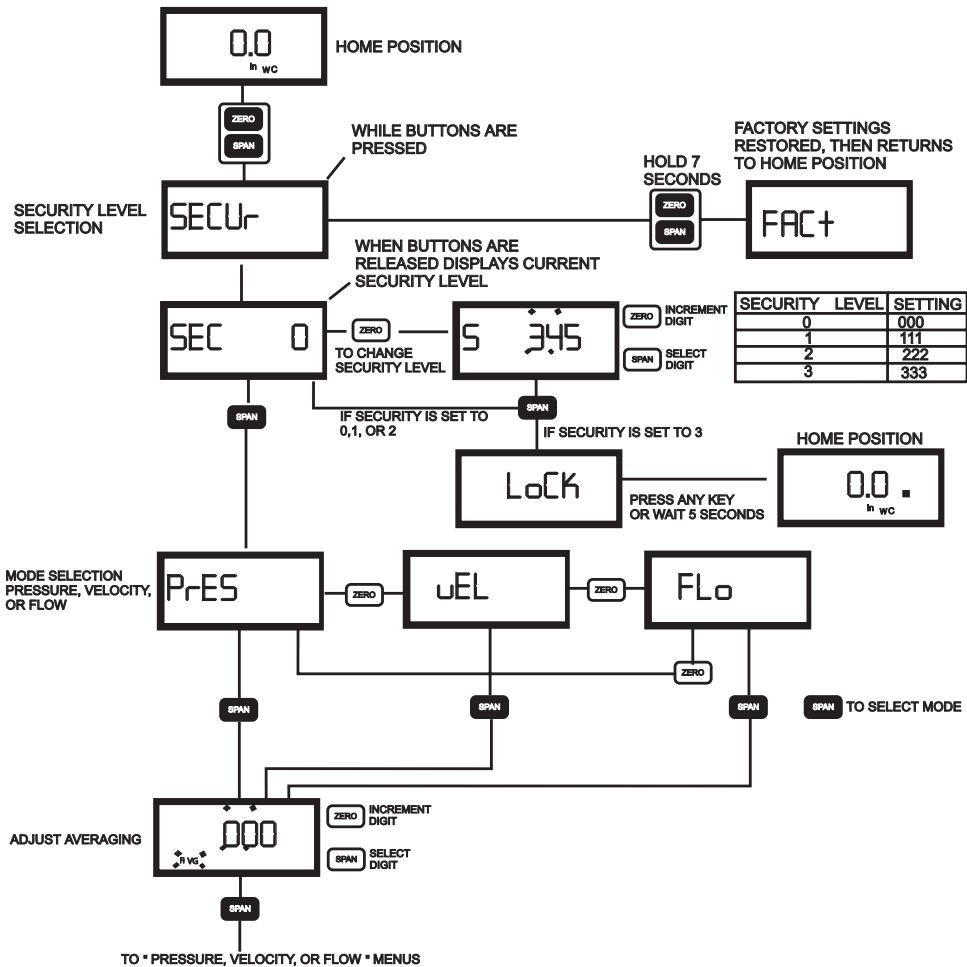 0.0
in wc
HOME POSITION
ZERO
SPAN
WHILE BUTTONS ARE
PRESSED
SECURITY LEVEL
SELECTION
SECUr
HOLD 7
SECONDS
ZERO
SPAN
FACTORY SETTINGS
RESTORED, THEN RETURNS
TO HOME POSITION
FACt
WHEN BUTTONS ARE
RELEASED DISPLAYS CURRENT
SECURITY LEVEL
SEC 0
ZERO
TO CHANGE
SECURITY LEVEL
S 345
ZERO INCREMENT
DIGIT
SPAN SELECT
DIGIT
SECURITY LEVEL SETTING
0 000
1 111
2 222
3 333
SPAN
IF SECURITY IS SET TO
0,1, OR 2
SPAN
IF SECURITY IS SET TO 3
LoCK
PRESS ANY KEY
OR WAIT 5 SECONDS
HOME POSITION
0.0
in wc
MODE SELECTION
PRESSURE, VELOCITY,
OR FLOW
PrES
ZERO
uEL
ZERO
FLo
ZERO
SPAN
SPAN
SPAN
SPAN TO SELECT MODE
ADJUST AVERAGING
000
A VG
ZERO INCREMENT
DIGIT
SPAN SELECT
DIGIT
SPAN
TO " PRESSURE, VELOCITY, OR FLOW " MENUS